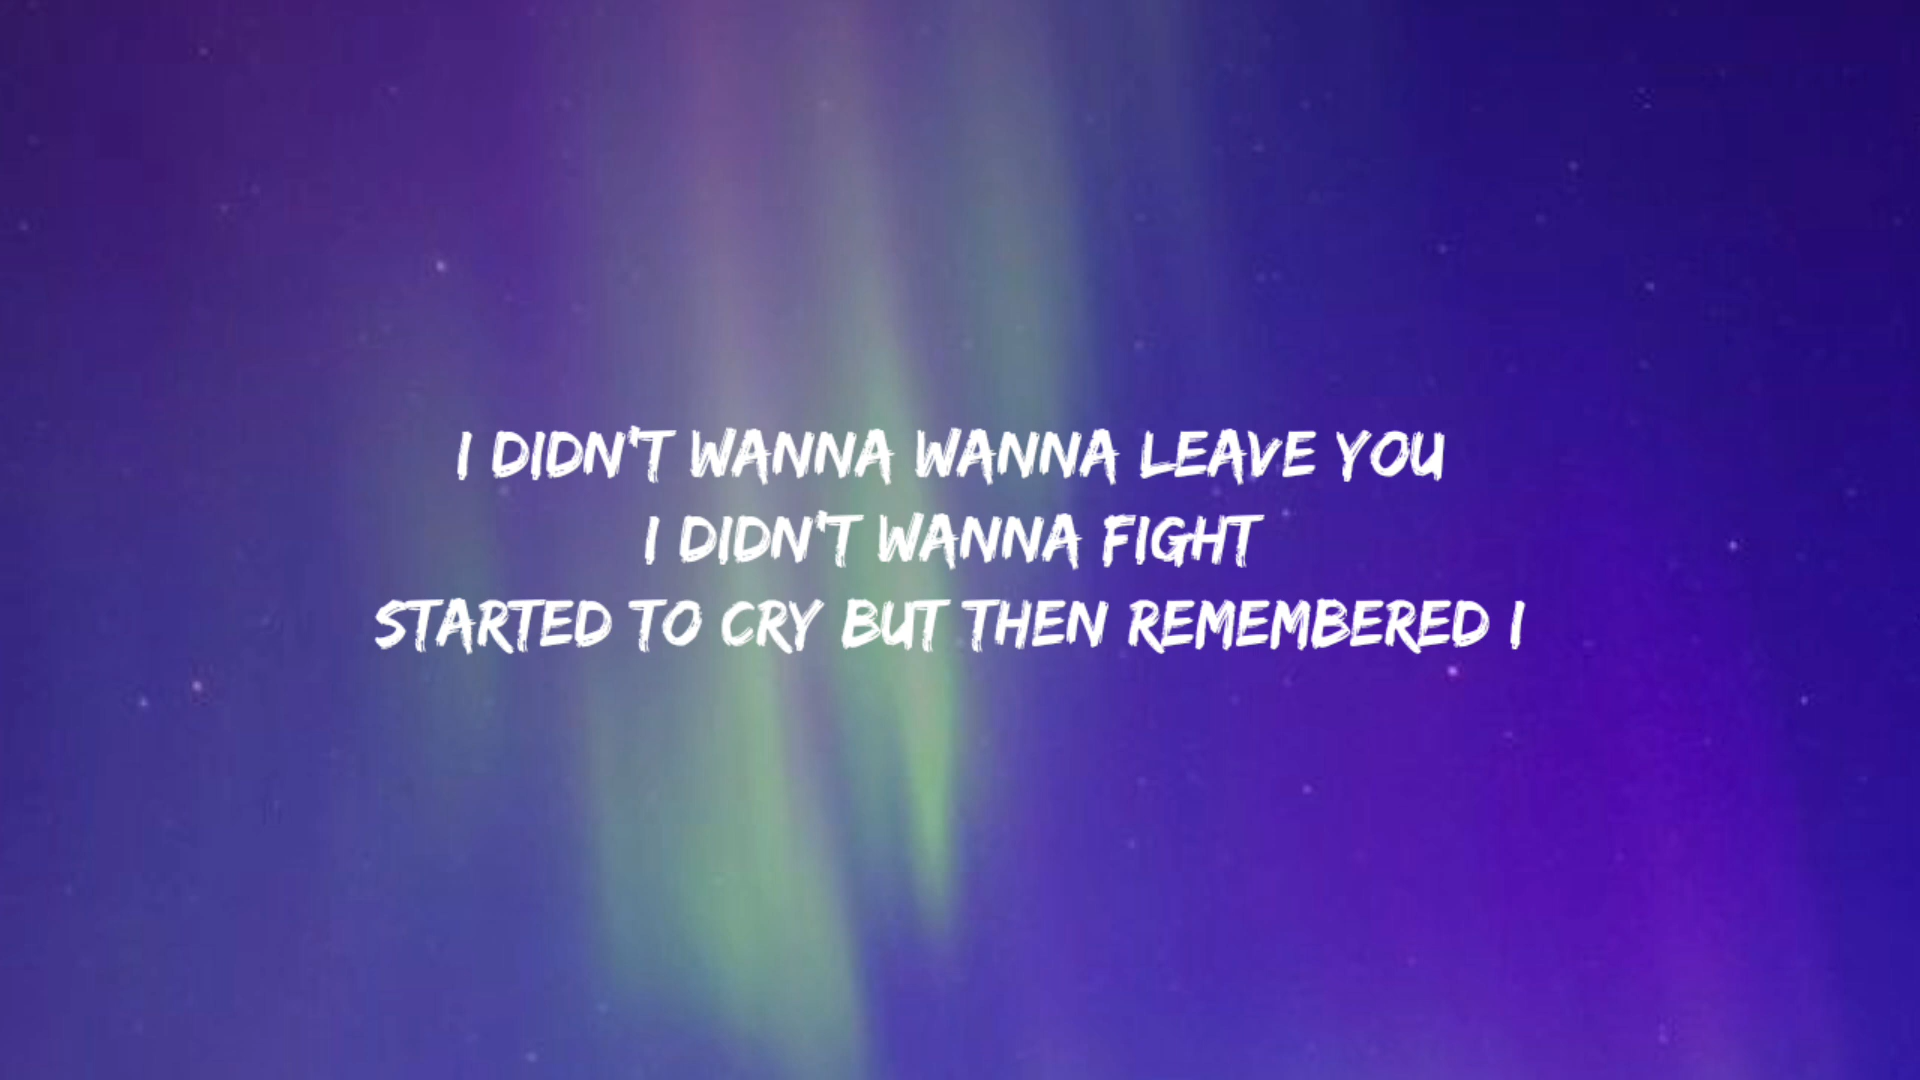 I DIDN'T WANNA WANNA LEAVE YOU
I DIDN'T WANNA FIGHT
STARTED TO CRY BUT THEN REMEMBERED I